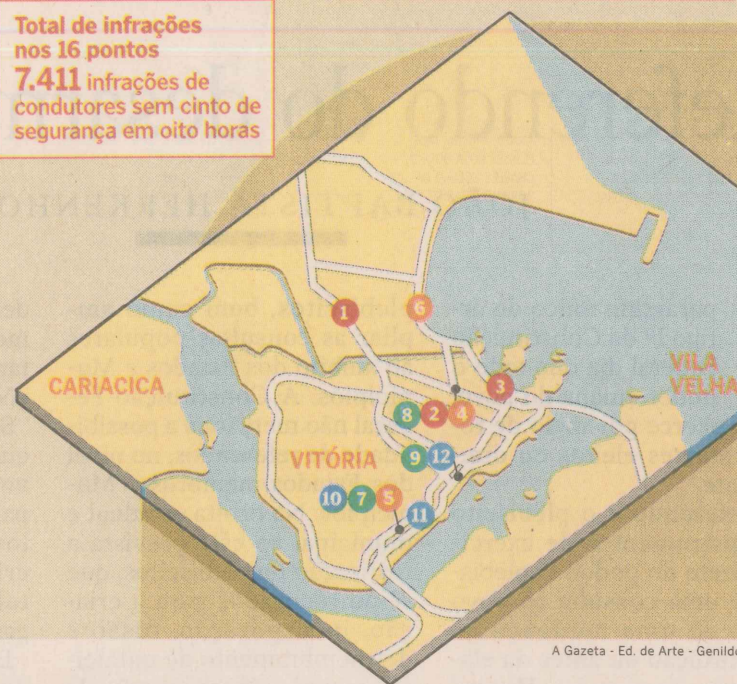 Total de infrações
nos 16 pontos
7.411 infrações de
condutores sem cinto de
segurança em oito horas
1
6
CARIACICA
VILA
VELHA
3
8 2 4
VITÓRIA
9 12
10 7 5
11
A Gazeta - Ed. de Arte - Genildo